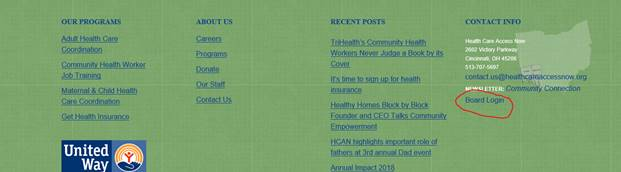 OUR PROGRAMS
Adult Health Care
Coordination
Community Health Worker
Job Training
Maternal & Child Health
Care Coordination
Get Health Insurance
United
Way
ABOUT US
Careers
Programs
Donate
Our Staff
Contact Us
RECENT POSTS
TriHealth's Community Health
Workers Never Judge a Book by its
Cover
It's time to sign up for health
insurance
Healthy Homes Block by Block
Founder and CEO Talks Community
Empowerment
HCAN highlights important role of
fathers at 3rd annual Dad event
Annual Impact 2018
CONTACT INFO
Health Care Access Now
2602 Victory Parkway
Cincinnati, OH 45206
513-707-5697
contact.us@healthcareaccessnow.org
NEWSLETTER: Community Connection
Board Login